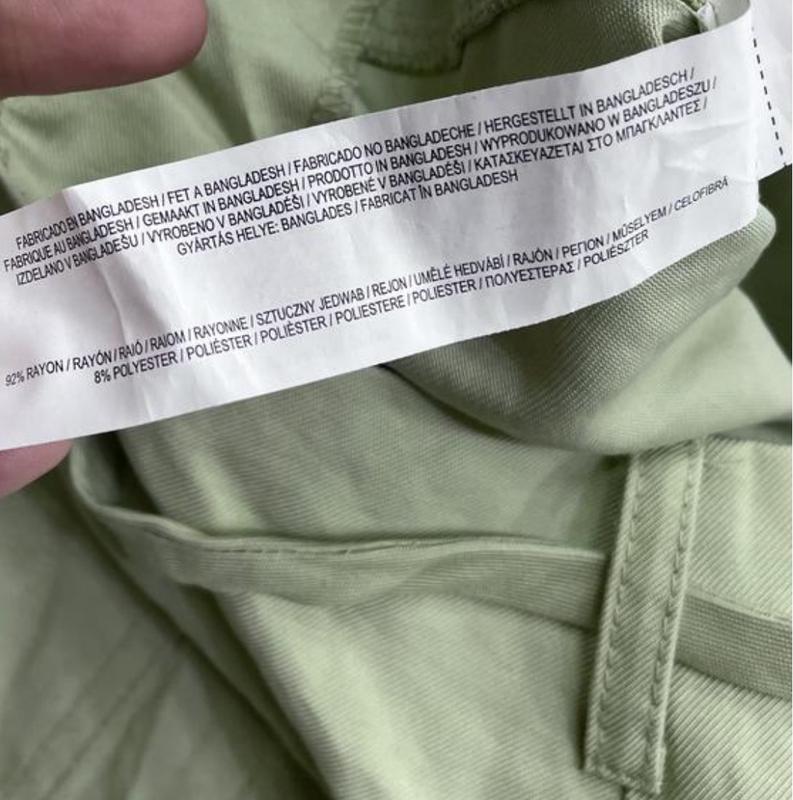 FABRICADO EN BANGLADESH / FET A BANGLADESH / FABRICADO NO BANGLADECHE / HERGESTELLT IN BANGLADESCH /
FABRIQUE AU BANGLADESH / GEMAAKT IN BANGLADESH / PRODOTTO IN BANGLADESH / WYPRODUKOWANO W BANGLADESZU /
IZDELANO V BANGLADEŠU / VYROBENO V BANGLADÉŠI / VYROBENÉ V BANGLADÉŠI / ΚΑΤΑΣΚΕΥΑΖΕΤΑΙ ΣΤΟ ΜΠΑΓΚΛΑΝΤΕΣ /
GYÁRTÁS HELYE: BANGLADES / FABRICAT ÎN BANGLADESH
92% RAYON / RAYÓN / RAIÓ / RAIOM / RAYONNE / SZTUCZNY JEDWAB / REJON / UMĚLÉ HEDVÁBÍ / RAJÓN / ΡΕΓΙΟΝ / MŰSELYEM / CELOFIBRĂ
8% POLYESTER / POLIÉSTER / POLIÈSTER / POLIESTERE / POLIESTER / ΠΟΛΥΕΣΤΕΡΑΣ / POLIÉSZTER